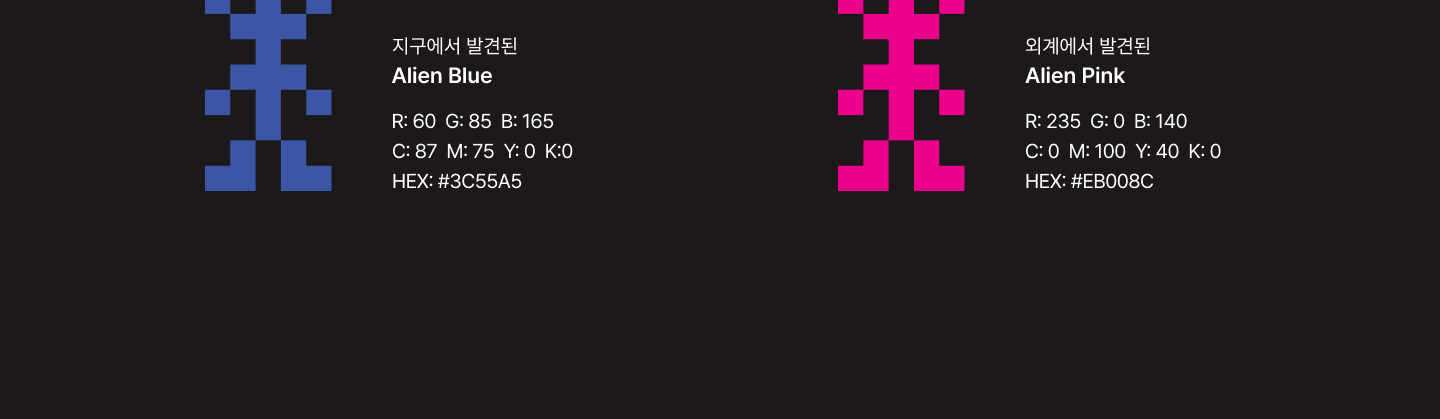 지구에서 발견된
Alien Blue
R: 60 G: 85 B: 165
C: 87 M: 75 Y: 0 K:0
HEX: #3C55A5
외계에서 발견된
Alien Pink
R: 235 G: 0 B: 140
C: 0 M: 100 Y: 40 K: 0
HEX: #EB008C